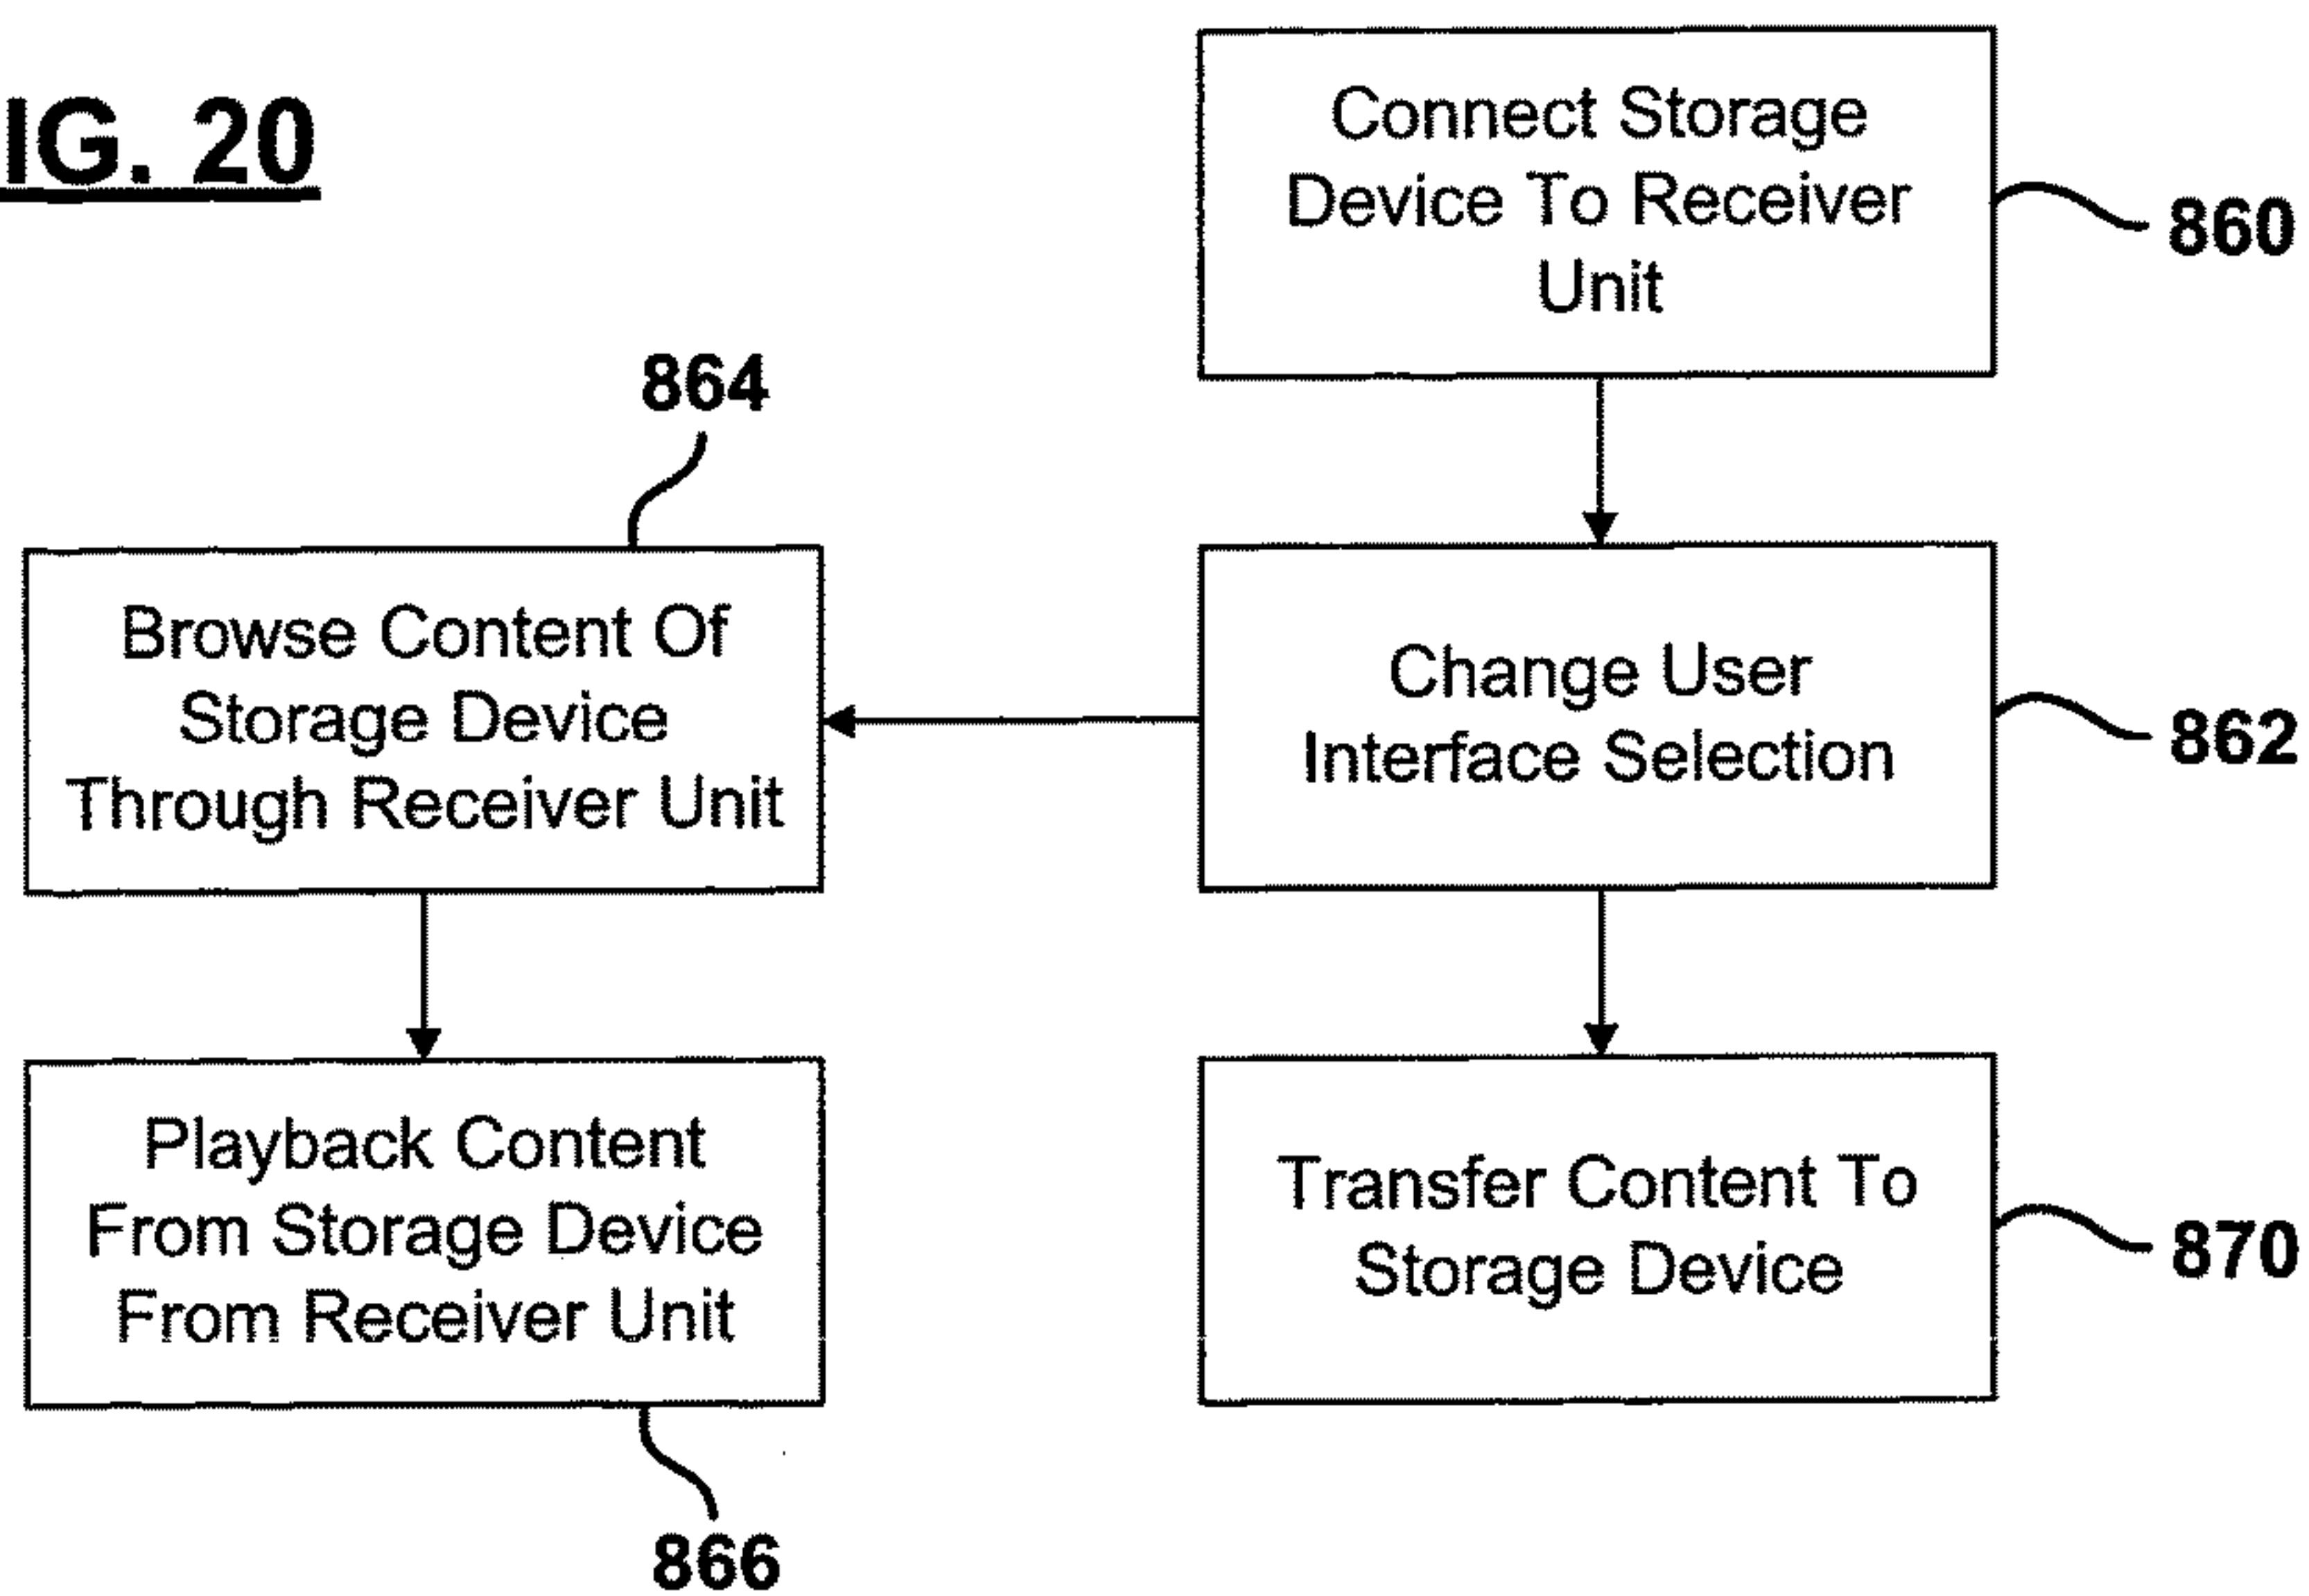 IG. 20
Connect Storage
Device To Receiver
Unit
860
864
Browse Content Of
Storage Device
Through Receiver Unit
Change User
Interface Selection
862
Playback Content
From Storage Device
From Receiver Unit
866
Transfer Content To
Storage Device
870